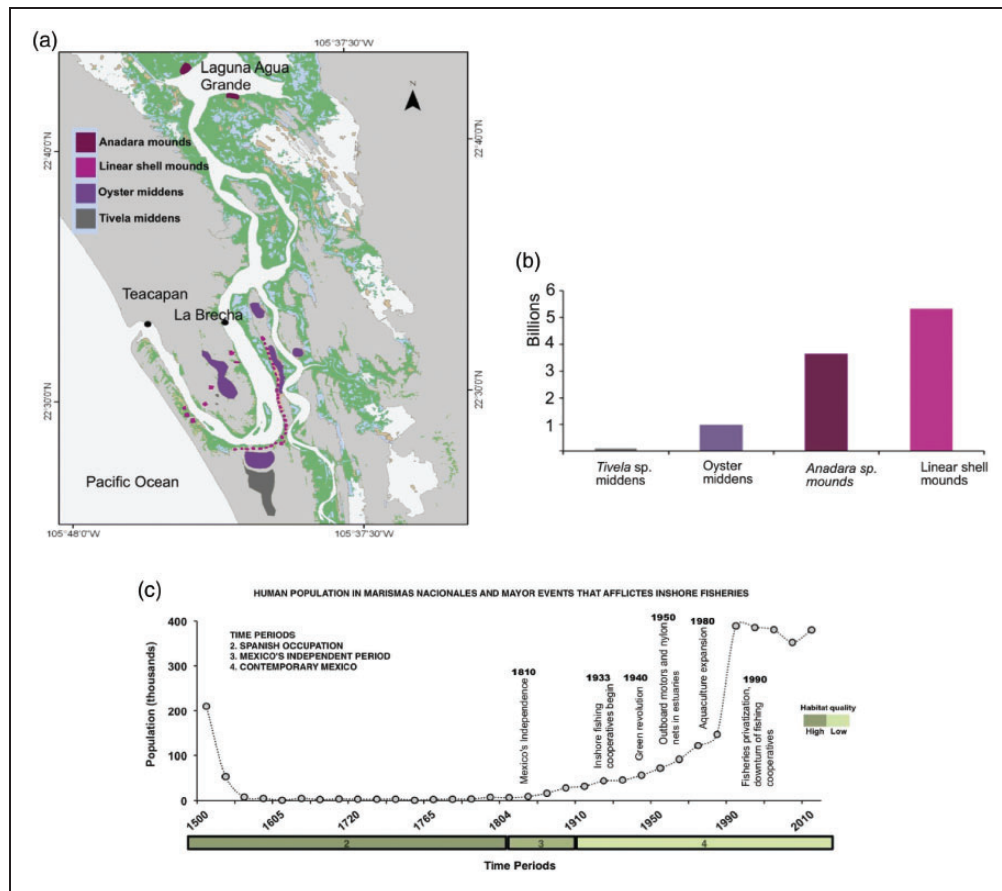 (a)
105°37'30"W
Laguna Agua
Grande
N
22°40'0"N
22°40'0"N
Anadara mounds
Linear shell mounds
Oyster middens
Tivela middens
Teacapan
La Brecha
22°30'0"N
22°30'0"N
Pacific Ocean
105°48'0"W
105°37'30"W
(b)
Billions
6
5
4
3
2
1
Tivela sp.
middens
Oyster
middens
Anadara sp.
mounds
Linear shell
mounds
(c)
HUMAN POPULATION IN MARISMAS NACIONALES AND MAYOR EVENTS THAT AFFLICTES INSHORE FISHERIES
Population (thousands)
400
300
200
100
0
TIME PERIODS
2. SPANISH OCCUPATION
3. MEXICO'S INDEPENDENT PERIOD
4. CONTEMPORARY MEXICO
1810
Mexico's Independence
1933
Inshore fishing
cooperatives begin
1940
Green revolution
1950
Outboard motors and nylon
nets in estuaries
1980
Aquaculture expansion
1990
Fisheries privatization,
downturn of fishing
cooperatives
Habitat quality
High Low
1500 1605 1720 1765 1804 1910 1950 1990 2010
2 3 4
Time Periods